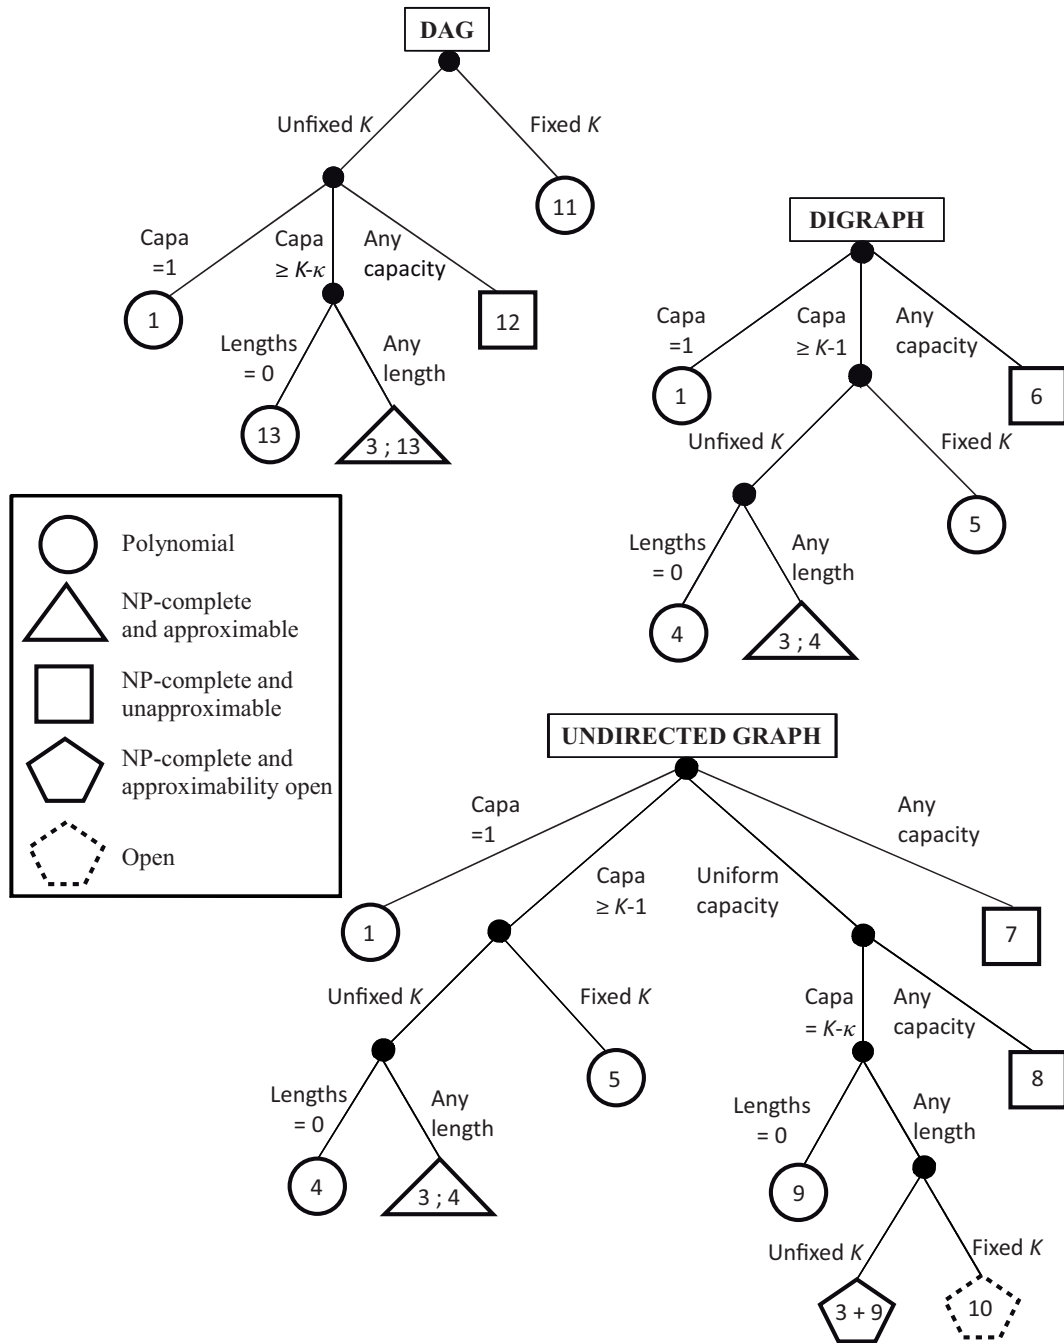 DAG
Unfixed K
Fixed K
11
Capa
=1
Capa
≥ K-κ
Any
capacity
1
12
Lengths
= 0
Any
length
13
3 ; 13
DIGRAPH
Capa
=1
Capa
≥ K-1
Any
capacity
1
6
Unfixed K
Fixed K
5
Lengths
= 0
Any
length
4
3 ; 4
Polynomial
NP-complete
and approximable
NP-complete and
unapproximable
NP-complete and
approximability open
Open
UNDIRECTED GRAPH
Capa
=1
Capa
≥ K-1
Uniform
capacity
Any
capacity
1
7
Unfixed K
Fixed K
5
Lengths
= 0
Any
length
4
3 ; 4
Capa
= K-κ
Any
capacity
8
Lengths
= 0
Any
length
9
Unfixed K
Fixed K
3 + 9
10